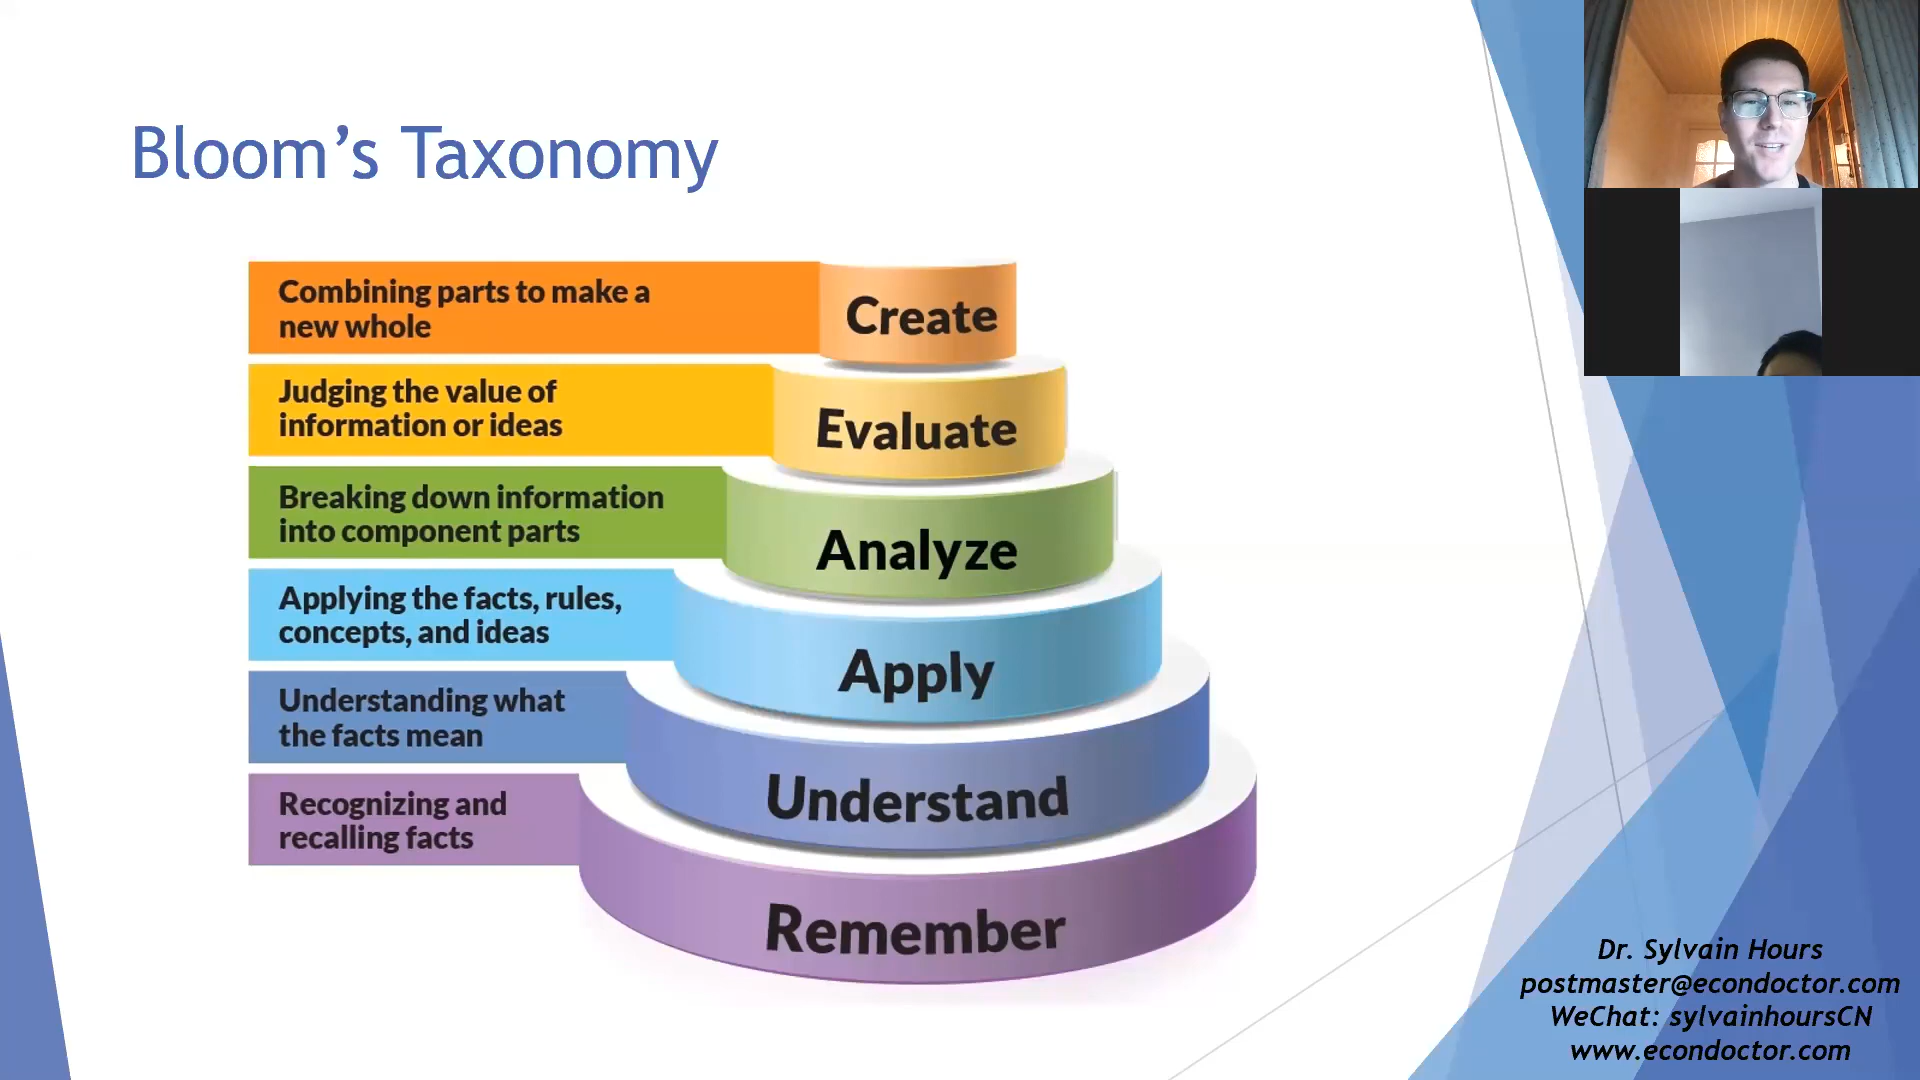 Bloom’s Taxonomy
Combining parts to make a
new whole
Create
Judging the value of
information or ideas
Evaluate
Breaking down information
into component parts
Analyze
Applying the facts, rules,
concepts, and ideas
Apply
Understanding what
the facts mean
Understand
Recognizing and
recalling facts
Remember
Dr. Sylvain Hours
postmaster@econdoctor.com
WeChat: sylvainhoursCN
www.econdoctor.com